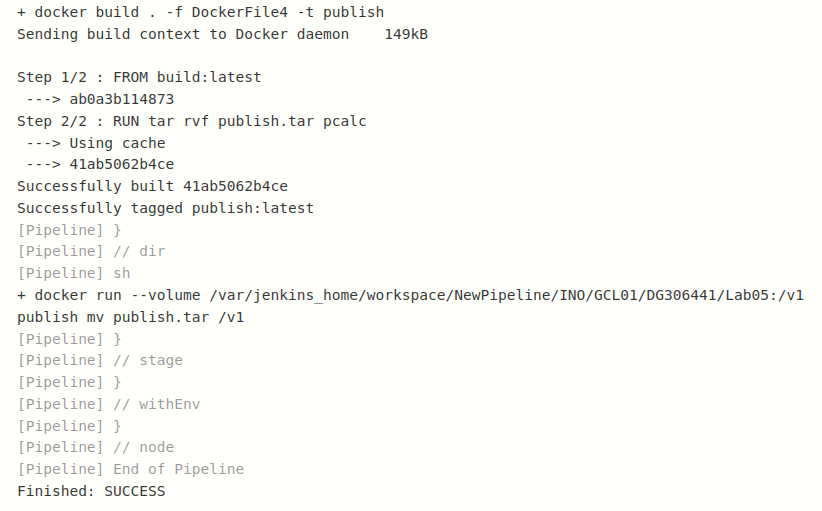 + docker build . -f DockerFile4 -t publish
Sending build context to Docker daemon    149kB
Step 1/2 : FROM build:latest
 ---> ab0a3b114873
Step 2/2 : RUN tar rvf publish.tar pcalc
 ---> Using cache
 ---> 41ab5062b4ce
Successfully built 41ab5062b4ce
Successfully tagged publish:latest
[Pipeline] }
[Pipeline] // dir
[Pipeline] sh
+ docker run --volume /var/jenkins_home/workspace/NewPipeline/INO/GCL01/DG306441/Lab05:/v1
publish mv publish.tar /v1
[Pipeline] }
[Pipeline] // stage
[Pipeline] }
[Pipeline] // withEnv
[Pipeline] }
[Pipeline] // node
[Pipeline] End of Pipeline
Finished: SUCCESS